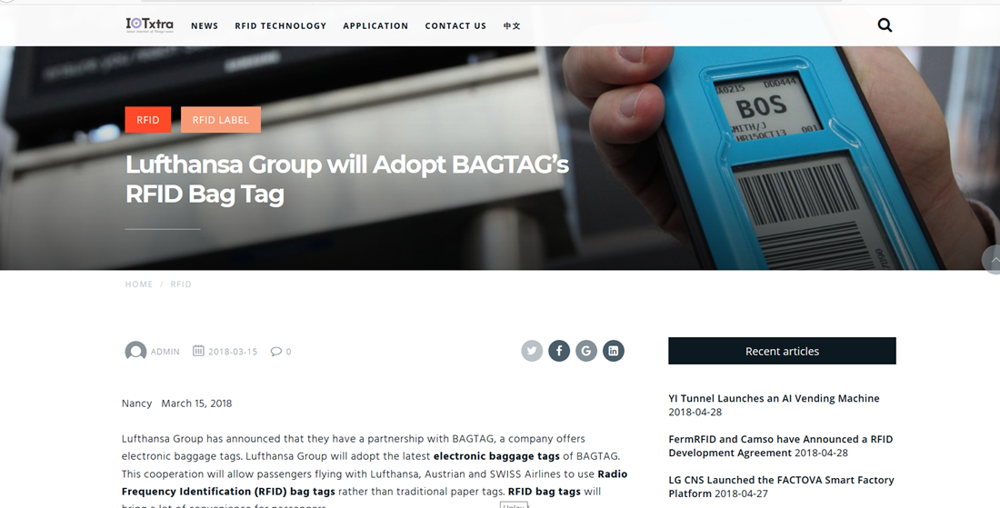 IOTxtra
NEWS
RFID TECHNOLOGY
APPLICATION
CONTACT US
中文
A0215 DDD444
BOS
SMITH/J
HR15OCT13 001
RFID
RFID LABEL
Lufthansa Group will Adopt BAGTAG’s
RFID Bag Tag
HOME / RFID
ADMIN
2018-03-15
0
Nancy March 15, 2018
Lufthansa Group has announced that they have a partnership with BAGTAG, a company offers
electronic baggage tags. Lufthansa Group will adopt the latest electronic baggage tags of BAGTAG.
This cooperation will allow passengers flying with Lufthansa, Austrian and SWISS Airlines to use Radio
Frequency Identification (RFID) bag tags rather than traditional paper tags. RFID bag tags will
bring a lot of convenience for passengers.
Recent articles
YI Tunnel Launches an AI Vending Machine
2018-04-28
FermRFID and Camso have Announced a RFID
Development Agreement 2018-04-28
LG CNS Launched the FACTOVA Smart Factory
Platform 2018-04-27